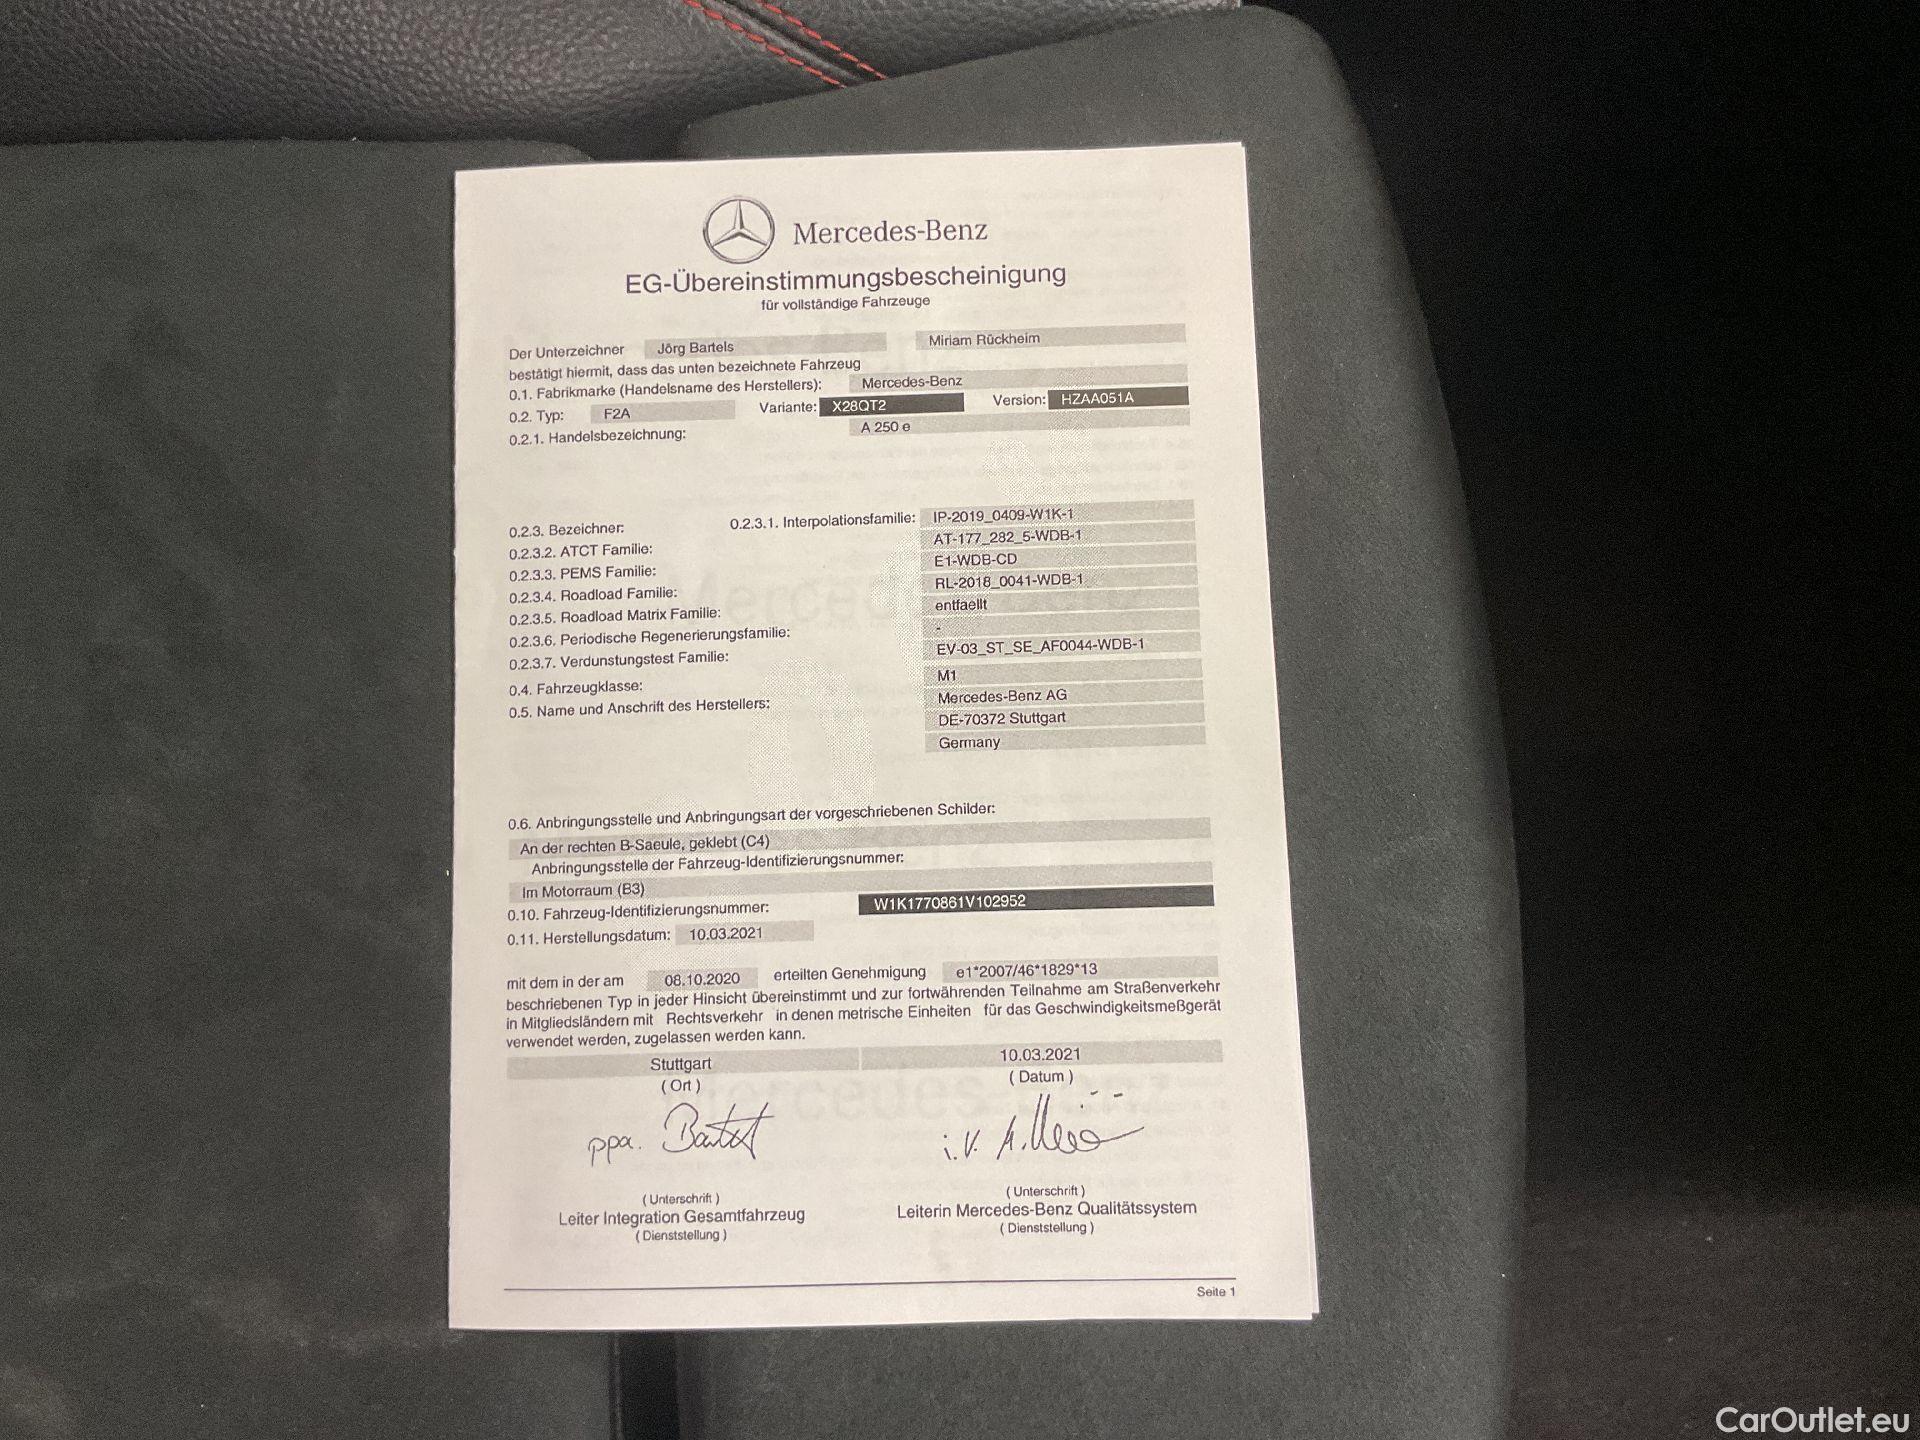 Mercedes-Benz
EG-Übereinstimmungsbescheinigung
für vollständige Fahrzeuge
Der Unterzeichner Jörg Bartels Miriam Rückheim
bestätigt hiermit, dass das unten bezeichnete Fahrzeug
0.1. Fabrikmarke (Handelsname des Herstellers): Mercedes-Benz
0.2. Typ: F2A Variante: X28QT2 Version: HZAA051A
0.2.1. Handelsbezeichnung: A 250 e
0.2.3. Bezeichner: 0.2.3.1. Interpolationsfamilie: IP-2019_0409-W1K-1
0.2.3.2. ATCT Familie: AT-177_282_5-WDB-1
0.2.3.3. PEMS Familie: E1-WDB-CD
0.2.3.4. Roadload Familie: RL-2018_0041-WDB-1
0.2.3.5. Roadload Matrix Familie: entfaellt
0.2.3.6. Periodische Regenerierungsfamilie: -
0.2.3.7. Verdunstungstest Familie: EV-03_ST_SE_AF0044-WDB-1
0.4. Fahrzeugklasse: M1
0.5. Name und Anschrift des Herstellers: Mercedes-Benz AG
DE-70372 Stuttgart
Germany
0.6. Anbringungsstelle und Anbringungsart der vorgeschriebenen Schilder:
An der rechten B-Saeule, geklebt (C4)
Anbringungsstelle der Fahrzeug-Identifizierungsnummer:
Im Motorraum (B3)
0.10. Fahrzeug-Identifizierungsnummer: W1K1770861V102952
0.11. Herstellungsdatum: 10.03.2021
mit dem in der am 08.10.2020 erteilten Genehmigung e1*2007/46*1829*13
beschriebenen Typ in jeder Hinsicht übereinstimmt und zur fortwährenden Teilnahme am Straßenverkehr
in Mitgliedsländern mit Rechtsverkehr in denen metrische Einheiten für das Geschwindigkeitsmeßgerät
verwendet werden, zugelassen werden kann.
Stuttgart 10.03.2021
(Ort) (Datum)
ppa. i.V.
(Unterschrift) (Unterschrift)
Leiter Integration Gesamtfahrzeug Leiterin Mercedes-Benz Qualitätssystem
(Dienststellung) (Dienststellung)
Seite 1
CarOutlet.eu